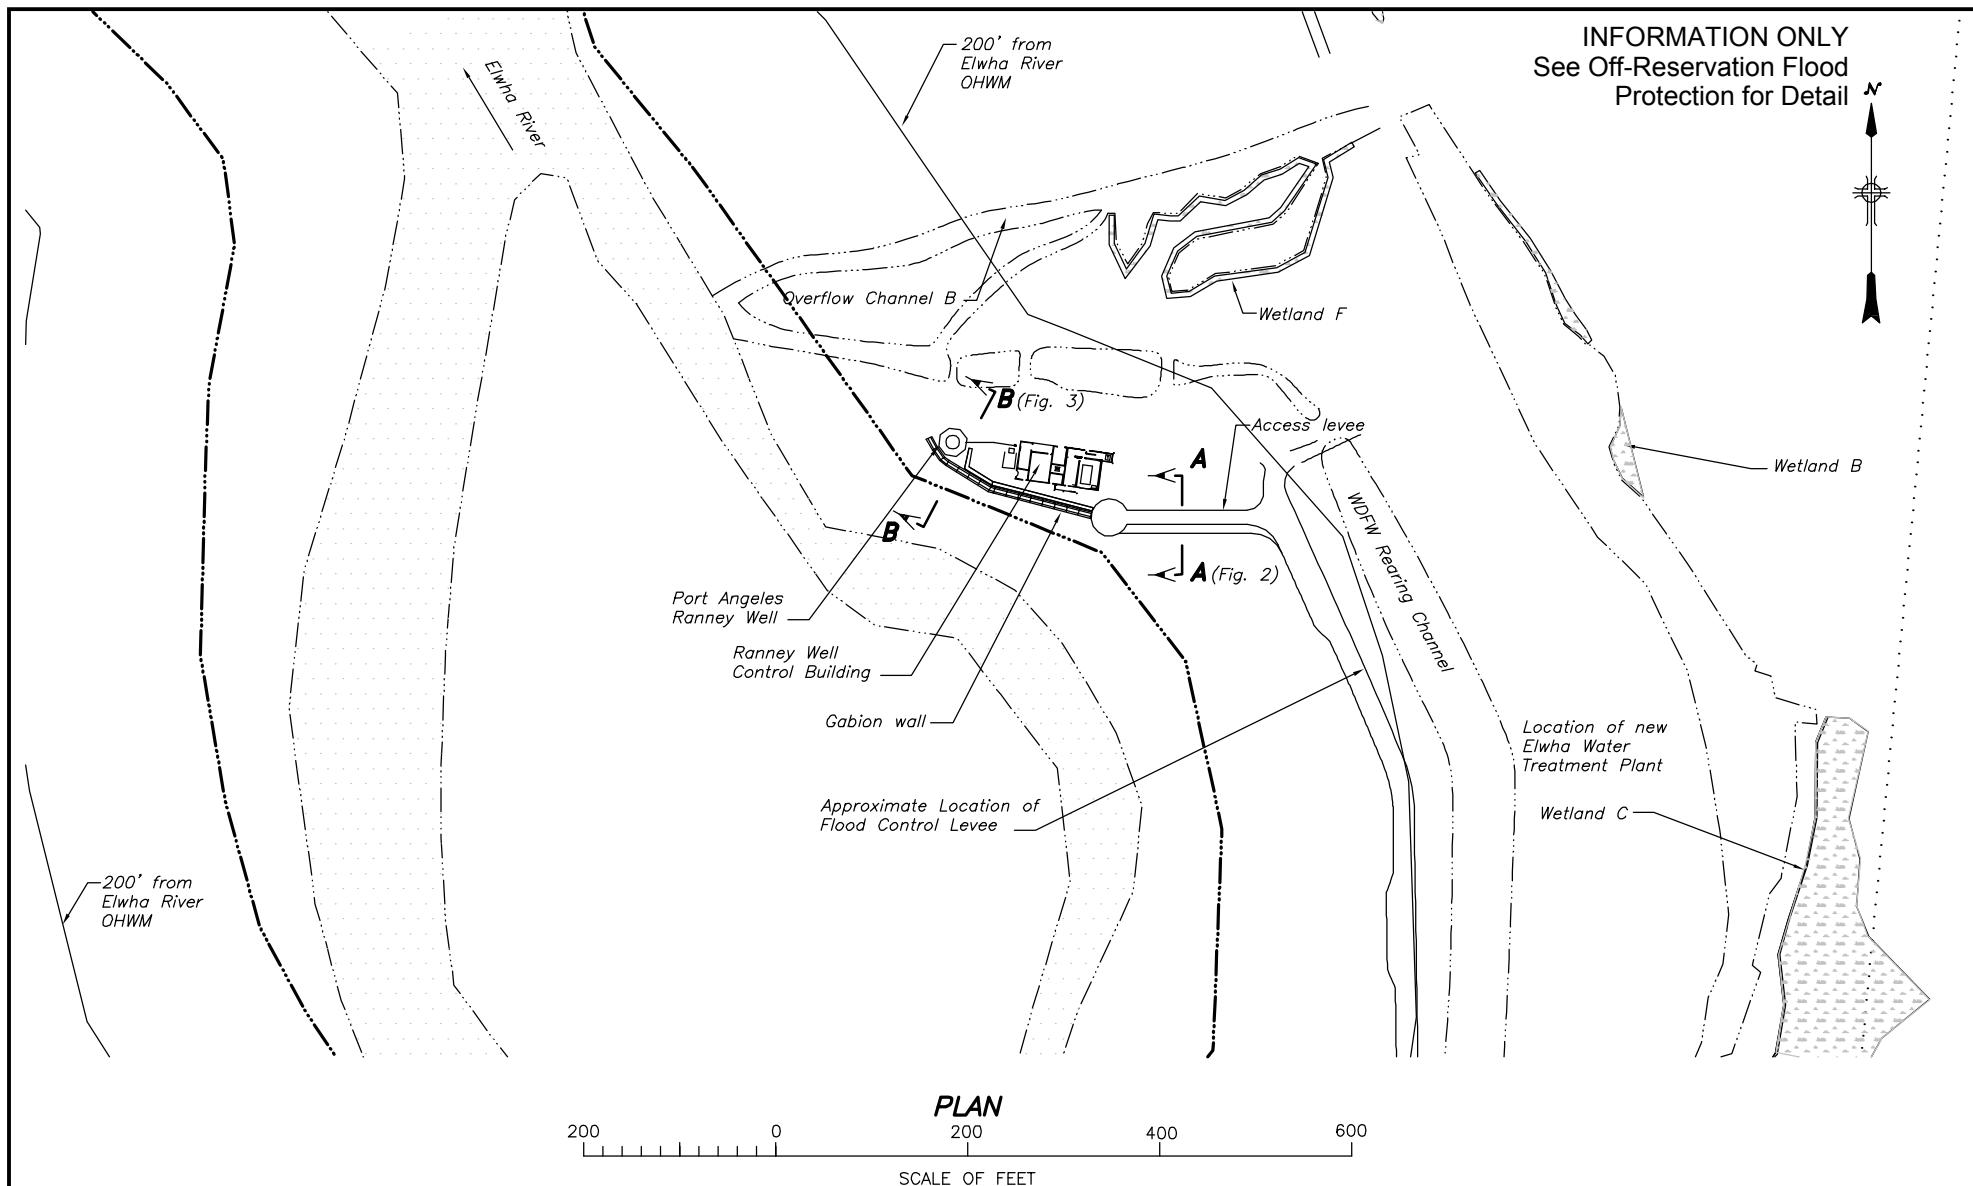 INFORMATION ONLY
See Off-Reservation Flood
Protection for Detail
N
200' from
Elwha River
OHWM
Elwha River
Overflow Channel B
Wetland F
B (Fig. 3)
Access levee
A
Wetland B
B
A (Fig. 2)
WDFW Rearing Channel
Port Angeles
Ranney Well
Ranney Well
Control Building
Gabion wall
Location of new
Elwha Water
Treatment Plant
Approximate Location of
Flood Control Levee
Wetland C
200' from
Elwha River
OHWM
PLAN
200 0 200 400 600
SCALE OF FEET